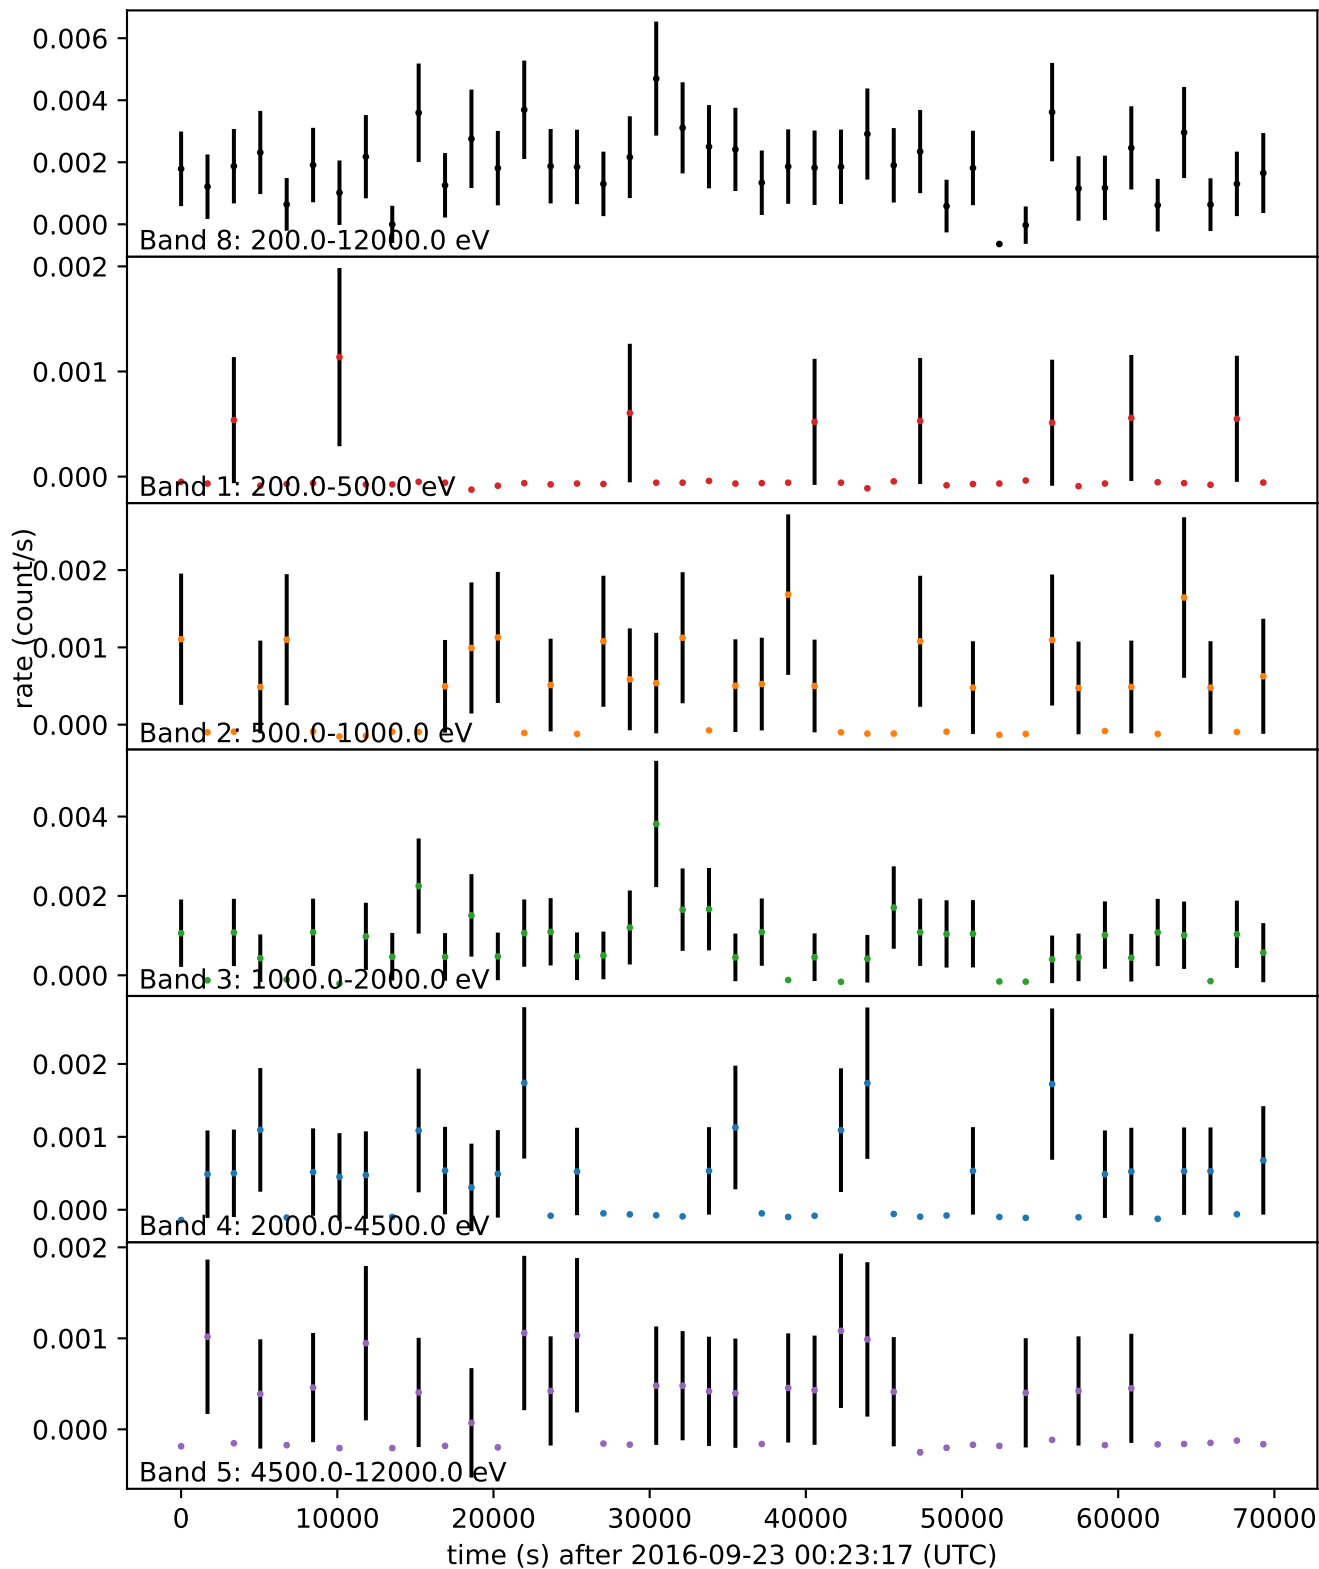 0.006
0.004
0.002
0.000
Band 8: 200.0-12000.0 eV
0.002
0.001
0.000
Band 1: 200.0-500.0 eV
rate (count/s)
0.002
0.001
0.000
Band 2: 500.0-1000.0 eV
0.004
0.002
0.000
Band 3: 1000.0-2000.0 eV
0.002
0.001
0.000
Band 4: 2000.0-4500.0 eV
0.002
0.001
0.000
Band 5: 4500.0-12000.0 eV
0 10000 20000 30000 40000 50000 60000 70000
time (s) after 2016-09-23 00:23:17 (UTC)